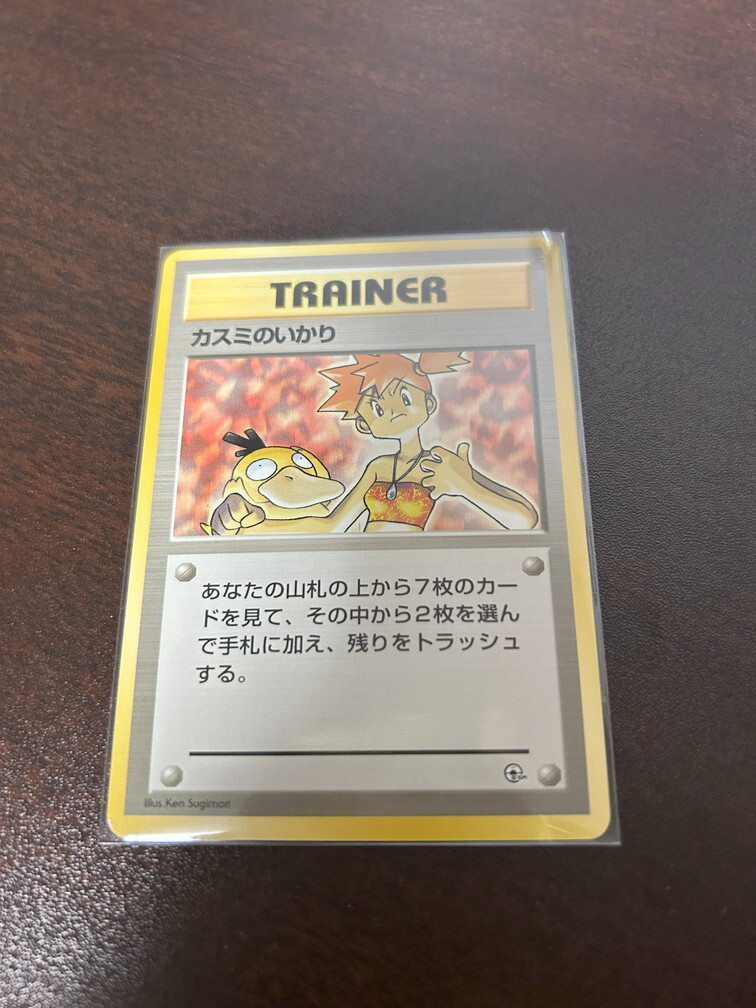 TRAINER
カスミのいかり
あなたの山札の上から7枚のカー
ドを見て、その中から2枚を選ん
で手札に加え、残りをトラッシュ
する。
Illus.Ken Sugimori